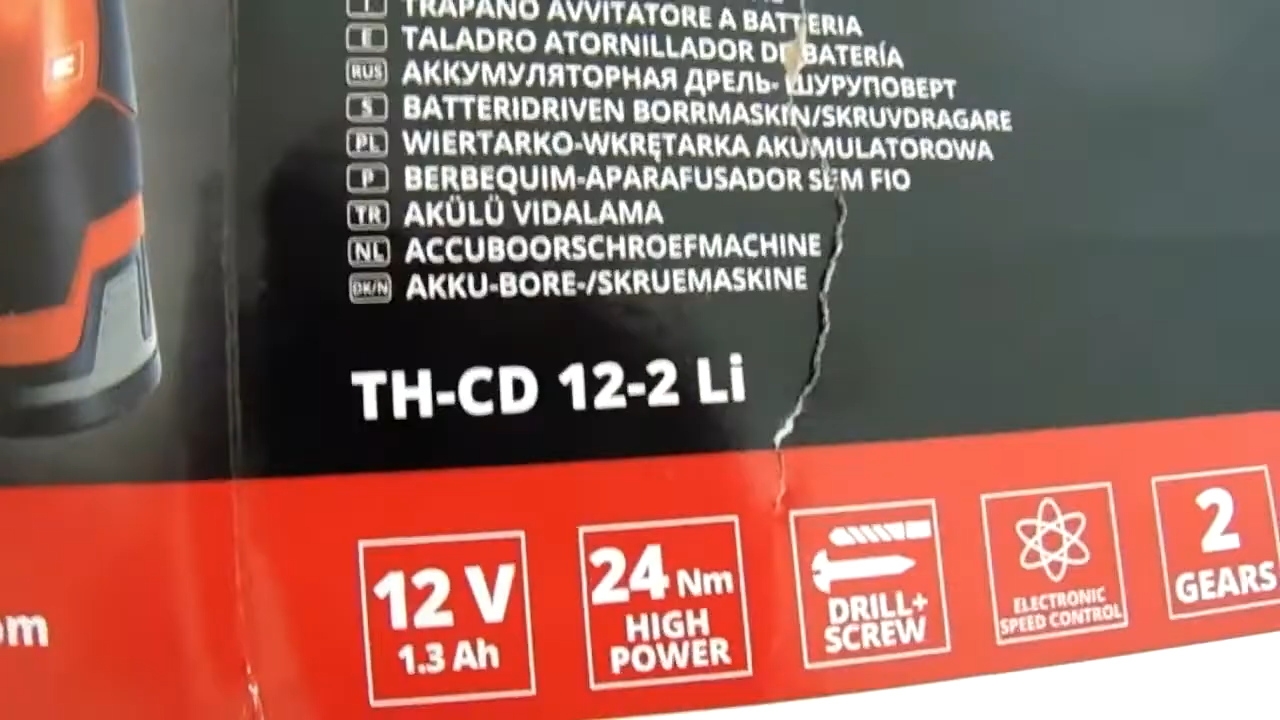 I TRAPANO AVVITATORE A BATTERIA
E TALADRO ATORNILLADOR DE BATERÍA
RUS АККУМУЛЯТОРНАЯ ДРЕЛЬ- ШУРУПОВЕРТ
S BATTERIDRIVEN BORRMASKIN/SKRUVDRAGARE
PL WIERTARKO-WKRĘTARKA AKUMULATOROWA
P BERBEQUIM-APARAFUSADOR SEM FIO
TR AKÜLÜ VIDALAMA
NL ACCUBOORSCHROEFMACHINE
DK/N AKKU-BORE-/SKRUEMASKINE
TH-CD 12-2 Li
12 V
1.3 Ah
24 Nm
HIGH
POWER
DRILL+
SCREW
ELECTRONIC
SPEED CONTROL
2
GEARS
om